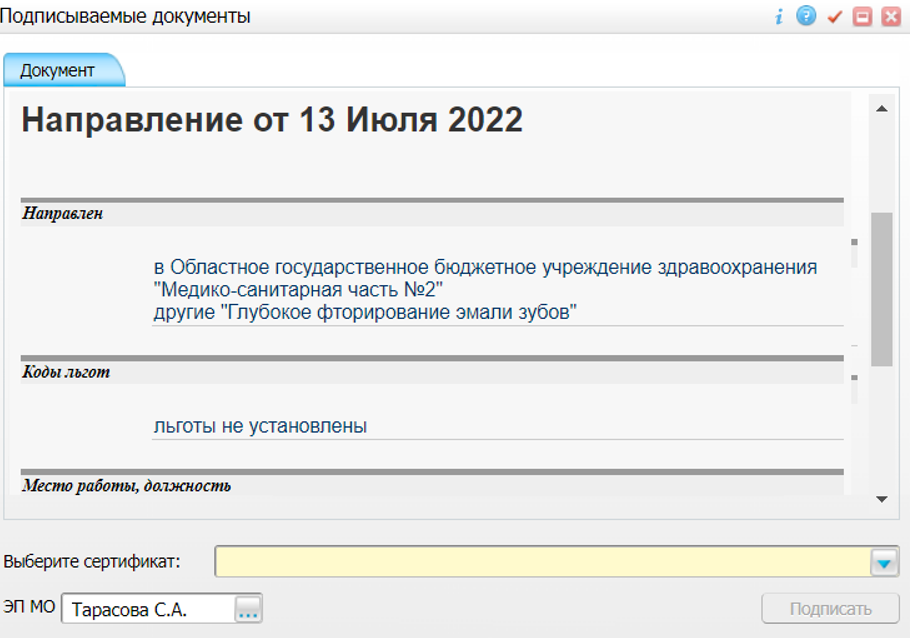 Подписываемые документы
Документ
Направление от 13 Июля 2022
Направлен
в Областное государственное бюджетное учреждение здравоохранения
"Медико-санитарная часть №2"
другие "Глубокое фторирование эмали зубов"
Коды льгот
льготы не установлены
Место работы, должность
Выберите сертификат:
ЭП МО Тарасова С.А. ...
Подписать